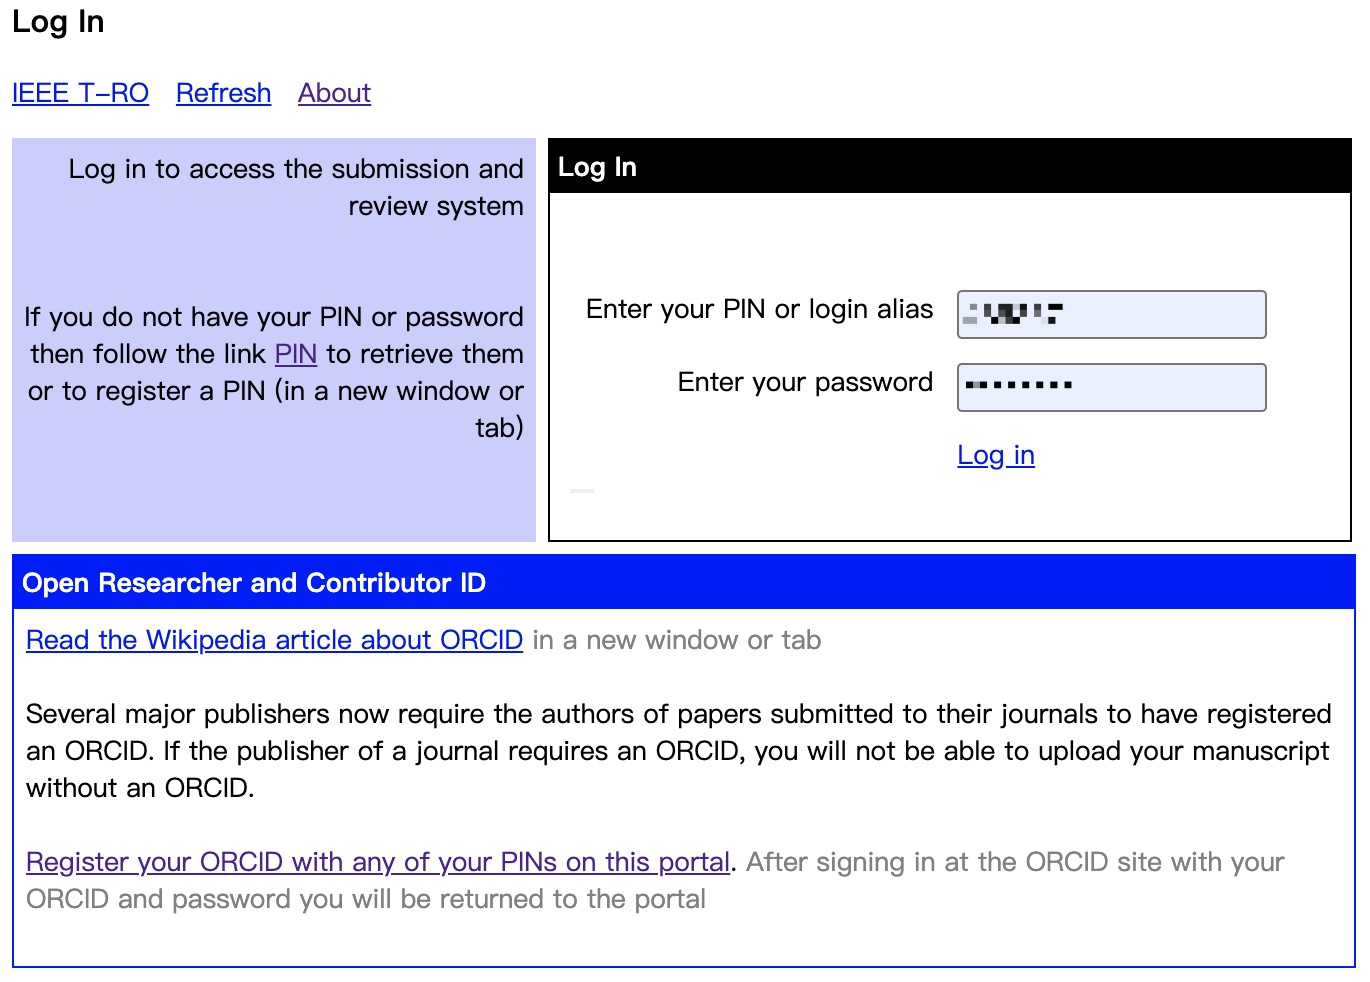 Log In
IEEE T-RO Refresh About
Log in to access the submission and
review system
If you do not have your PIN or password
then follow the link PIN to retrieve them
or to register a PIN (in a new window or
tab)
Log In
Enter your PIN or login alias
Enter your password
Log in
Open Researcher and Contributor ID
Read the Wikipedia article about ORCID in a new window or tab
Several major publishers now require the authors of papers submitted to their journals to have registered
an ORCID. If the publisher of a journal requires an ORCID, you will not be able to upload your manuscript
without an ORCID.
Register your ORCID with any of your PINs on this portal. After signing in at the ORCID site with your
ORCID and password you will be returned to the portal